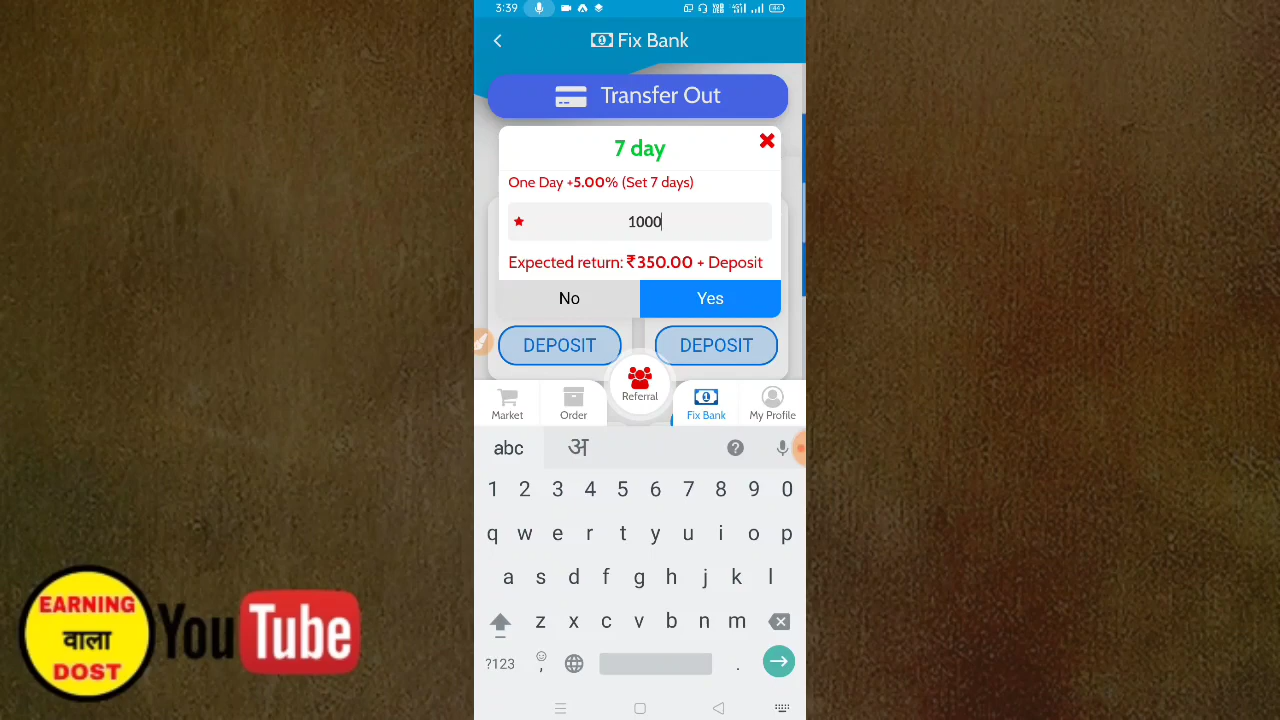 3:39
44
Fix Bank
Transfer Out
7 day
One Day +5.00% (Set 7 days)
1000
Expected return: ₹350.00 + Deposit
No
Yes
DEPOSIT
DEPOSIT
Market
Order
Referral
Fix Bank
My Profile
abc
अ
1 2 3 4 5 6 7 8 9 0
q w e r t y u i o p
a s d f g h j k l
z x c v b n m
?123
,
.
EARNING
वाला
DOST
YouTube